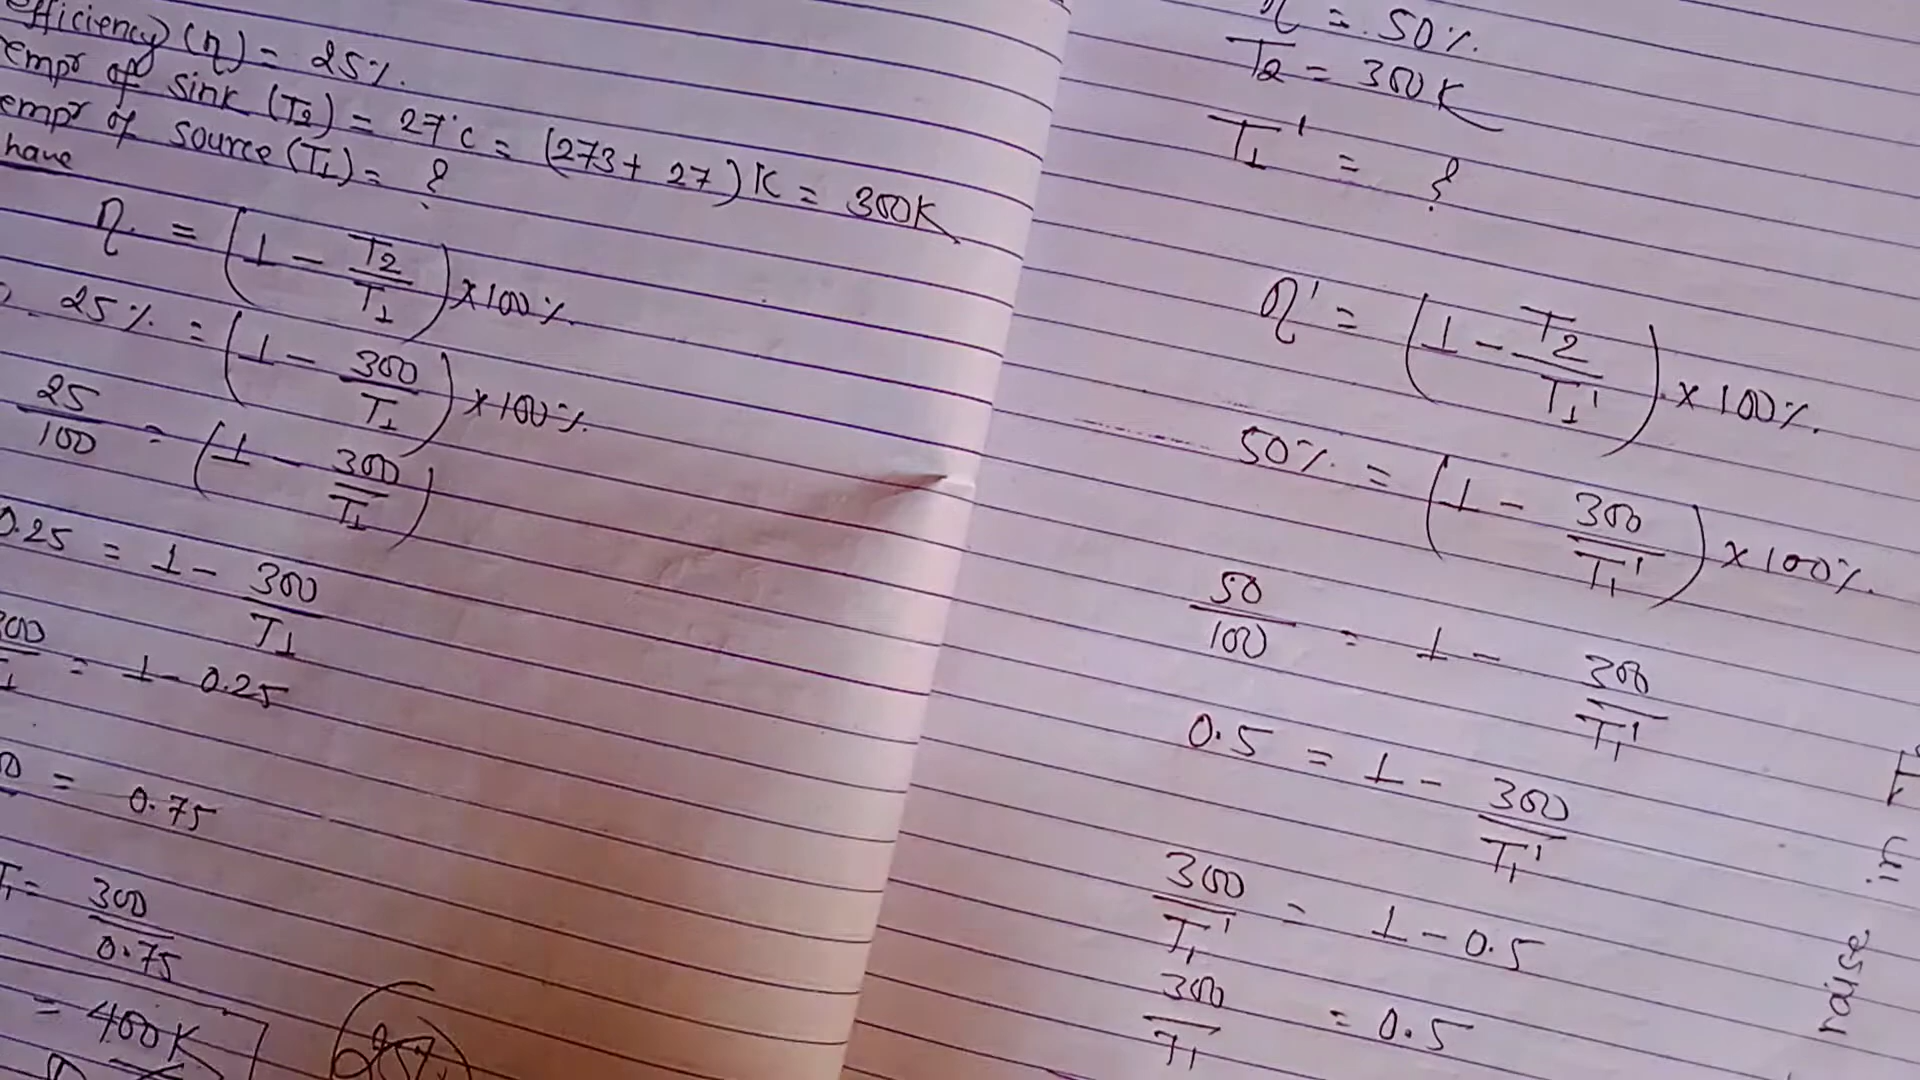 efficiency (η) = 25%.
empr of sink (T2) = 27°C = (273 + 27) K = 300K
empr of source (T1) = ?
have
η = (1 - T2/T1) × 100%.
25% = (1 - 300/T1) × 100%.
25/100 = (1 - 300/T1)
0.25 = 1 - 300/T1
300/T1 = 1 - 0.25
= 0.75
T1 = 300/0.75
= 400K
η = 50%.
T2 = 300K
T1' = ?
η' = (1 - T2/T1') × 100%.
50% = (1 - 300/T1') × 100%.
50/100 = 1 - 300/T1'
0.5 = 1 - 300/T1'
300/T1' = 1 - 0.5
300/T1 = 0.5
raise in